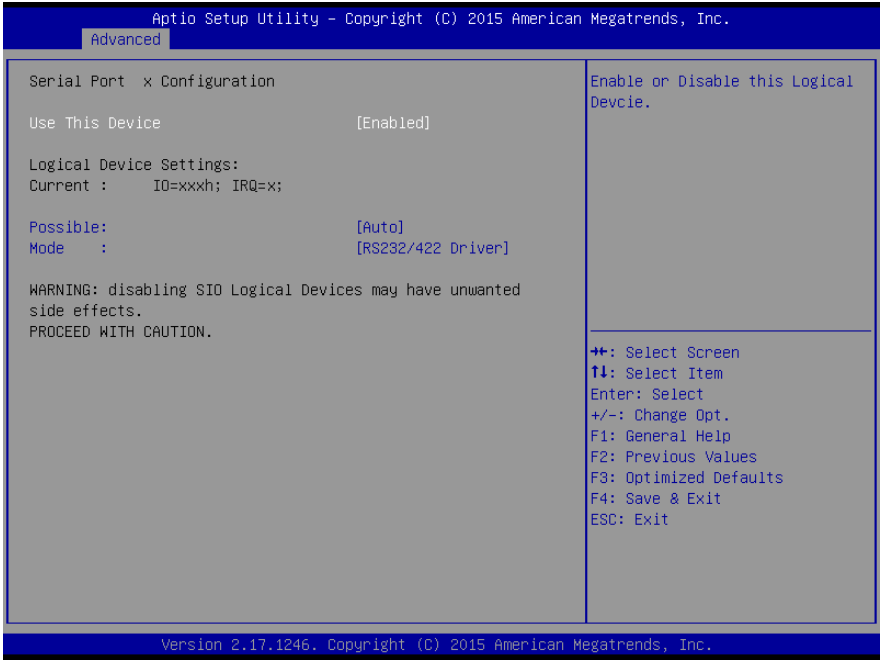 Aptio Setup Utility – Copyright (C) 2015 American Megatrends, Inc.
Advanced
Serial Port x Configuration
Use This Device [Enabled]
Logical Device Settings:
Current : IO=xxxh; IRQ=x;
Possible: [Auto]
Mode : [RS232/422 Driver]
WARNING: disabling SIO Logical Devices may have unwanted
side effects.
PROCEED WITH CAUTION.
Enable or Disable this Logical
Devcie.
→←: Select Screen
↑↓: Select Item
Enter: Select
+/-: Change Opt.
F1: General Help
F2: Previous Values
F3: Optimized Defaults
F4: Save & Exit
ESC: Exit
Version 2.17.1246. Copyright (C) 2015 American Megatrends, Inc.